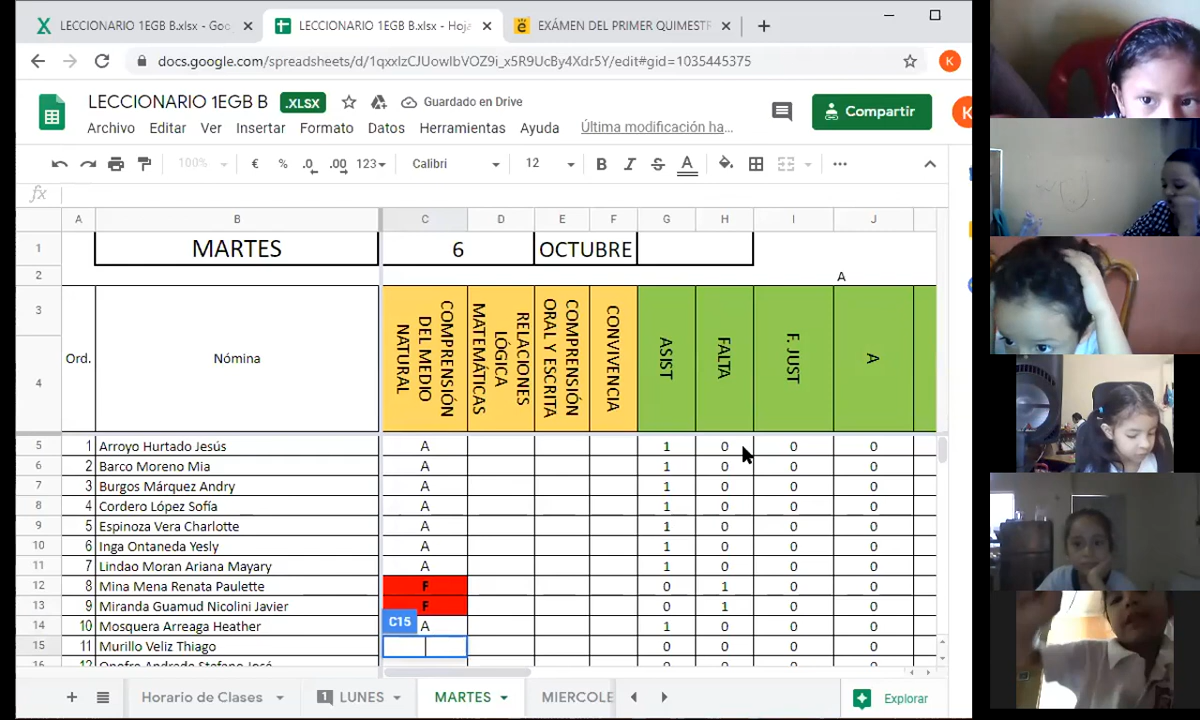 LECCIONARIO 1EGB B.xlsx - Goo
LECCIONARIO 1EGB B.xlsx - Hoja
EXÁMEN DEL PRIMER QUIMESTR
docs.google.com/spreadsheets/d/1qxxlzCJUowIbVOZ9i_x5R9UcBy4Xdr5Y/edit#gid=1035445375
K
LECCIONARIO 1EGB B .XLSX Guardado en Drive
Compartir
K
Archivo Editar Ver Insertar Formato Datos Herramientas Ayuda Última modificación ha…
100% € % .0 .00 123 Calibri 12 B I S A
fx
A B C D E F G H I J
1 MARTES 6 OCTUBRE
2 A
3 4 Ord. Nómina COMPRENSIÓN DEL MEDIO NATURAL RELACIONES LÓGICA MATEMÁTICAS COMPRENSIÓN ORAL Y ESCRITA CONVIVENCIA ASIST FALTA F. JUST A
5 1 Arroyo Hurtado Jesús A 1 0 0 0
6 2 Barco Moreno Mia A 1 0 0 0
7 3 Burgos Márquez Andry A 1 0 0 0
8 4 Cordero López Sofía A 1 0 0 0
9 5 Espinoza Vera Charlotte A 1 0 0 0
10 6 Inga Ontaneda Yesly A 1 0 0 0
11 7 Lindao Moran Ariana Mayary A 1 0 0 0
12 8 Mina Mena Renata Paulette F 0 1 0 0
13 9 Miranda Guamud Nicolini Javier F 0 1 0 0
14 10 Mosquera Arreaga Heather C15 A 1 0 0 0
15 11 Murillo Veliz Thiago 0 0 0 0
16 12 Onofre Andrade Stefano José
Horario de Clases 1 LUNES MARTES MIERCOLE Explorar